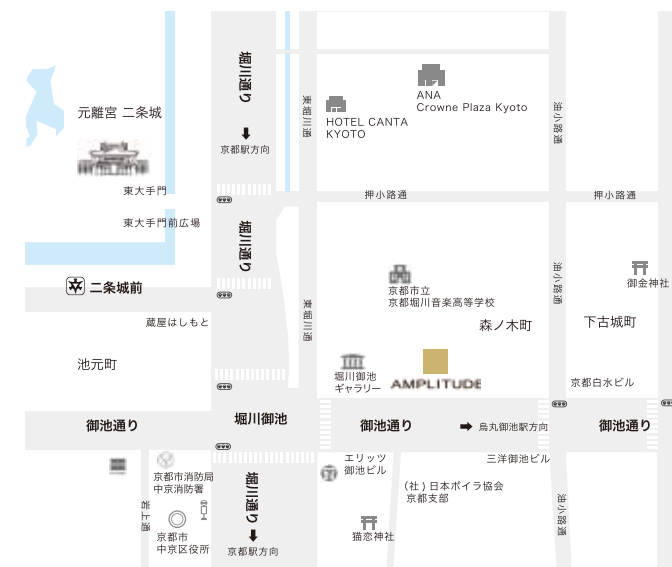 堀川通り
京都駅方向
元離宮 二条城
東大手門
東大手門前広場
東堀川通
HOTEL CANTA
KYOTO
ANA
Crowne Plaza Kyoto
油小路通
押小路通
押小路通
堀川通り
二条城前
蔵屋はしもと
池元町
東堀川通
京都市立
京都堀川音楽高等学校
森ノ木町
油小路通
御金神社
下古城町
堀川御池
ギャラリー
AMPLITUDE
京都白水ビル
御池通り
堀川御池
御池通り
烏丸御池駅方向
御池通り
岩上通
京都市消防局
中京消防署
京都市
中京区役所
堀川通り
京都駅方向
エリッツ
御池ビル
(社)日本ボイラ協会
京都支部
猫恋神社
三洋御池ビル
油小路通